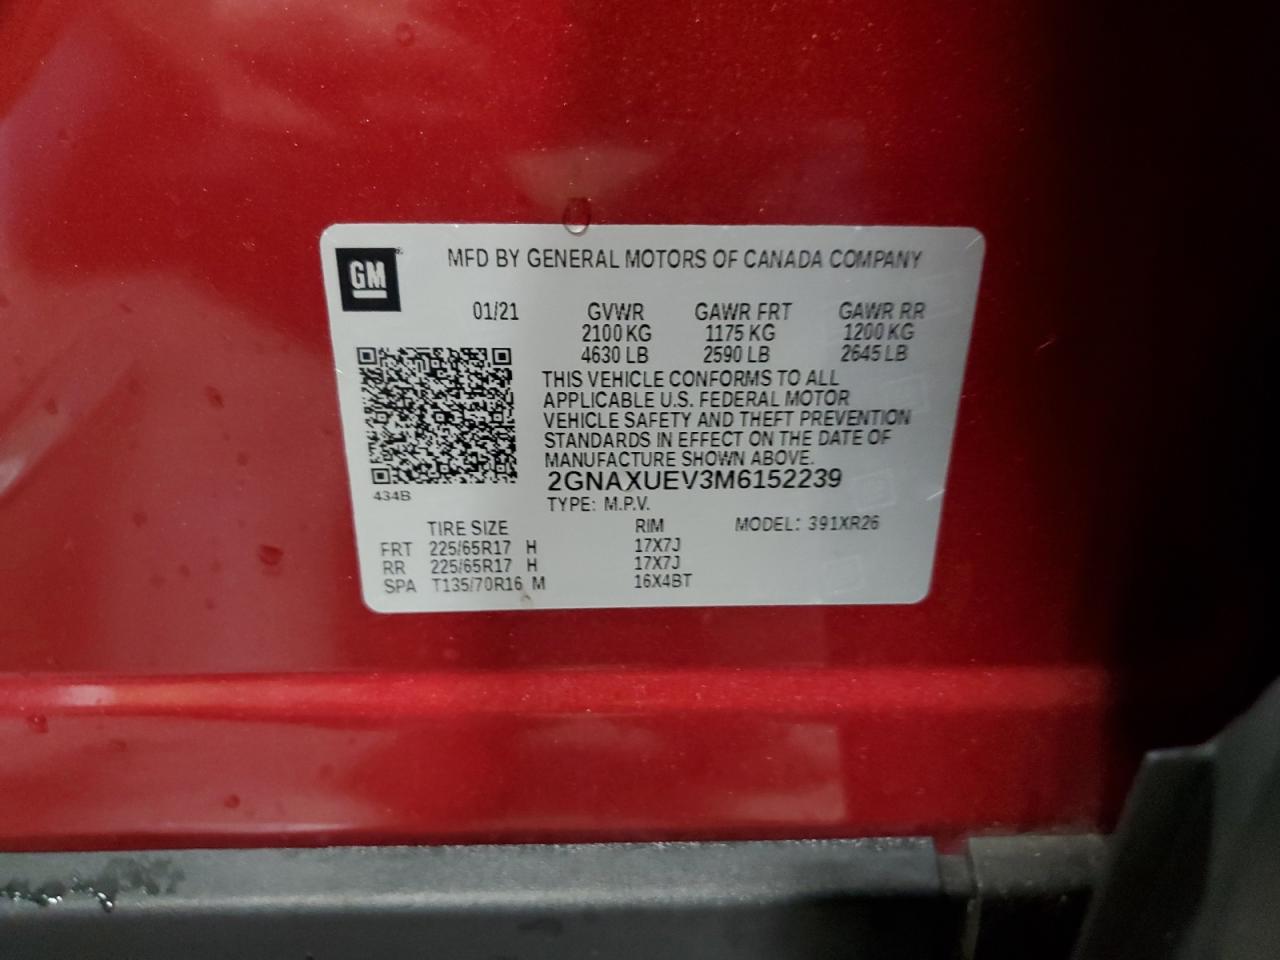 GM
MFD BY GENERAL MOTORS OF CANADA COMPANY
01/21 GVWR GAWR FRT GAWR RR
2100 KG 1175 KG 1200 KG
4630 LB 2590 LB 2645 LB
THIS VEHICLE CONFORMS TO ALL
APPLICABLE U.S. FEDERAL MOTOR
VEHICLE SAFETY AND THEFT PREVENTION
STANDARDS IN EFFECT ON THE DATE OF
MANUFACTURE SHOWN ABOVE.
2GNAXUEV3M6152239
434B
TYPE: M.P.V.
TIRE SIZE RIM MODEL: 391XR26
FRT 225/65R17 H 17X7J
RR 225/65R17 H 17X7J
SPA T135/70R16 M 16X4BT